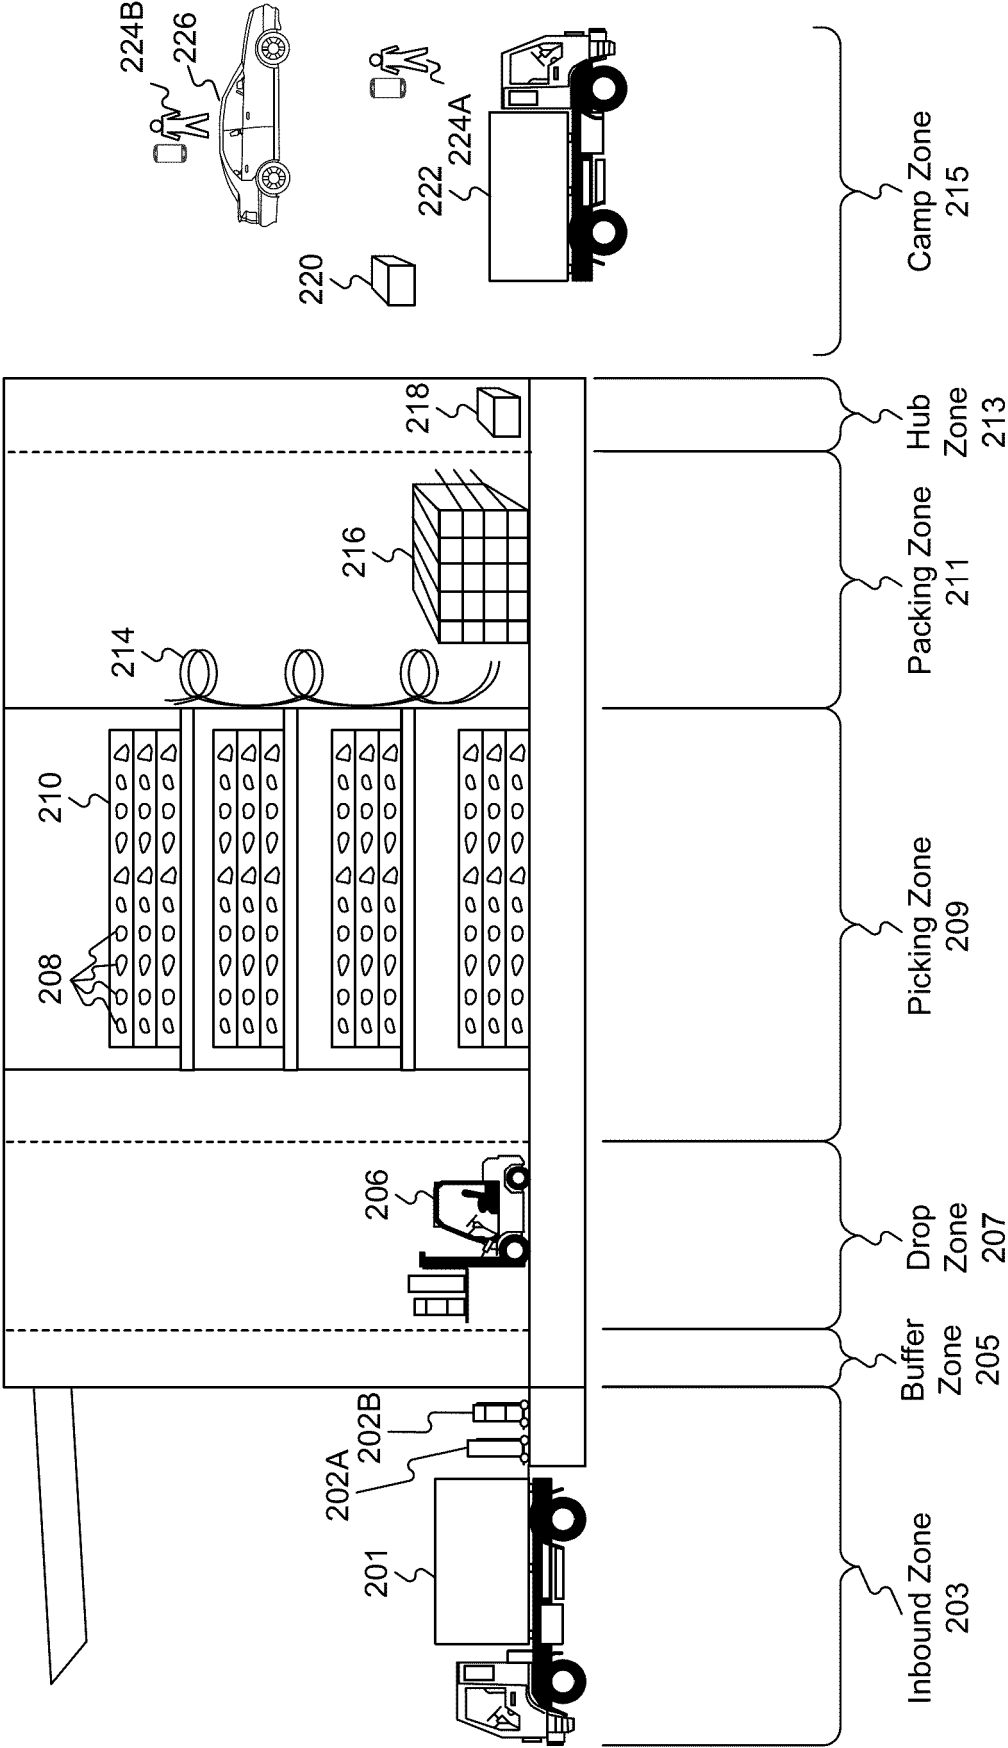 224B
226
224A
222
220
218
216
214
210
208
206
202B
202A
201
Inbound Zone
203
Buffer
Zone
205
Drop
Zone
207
Picking Zone
209
Packing Zone
211
Hub
Zone
213
Camp Zone
215